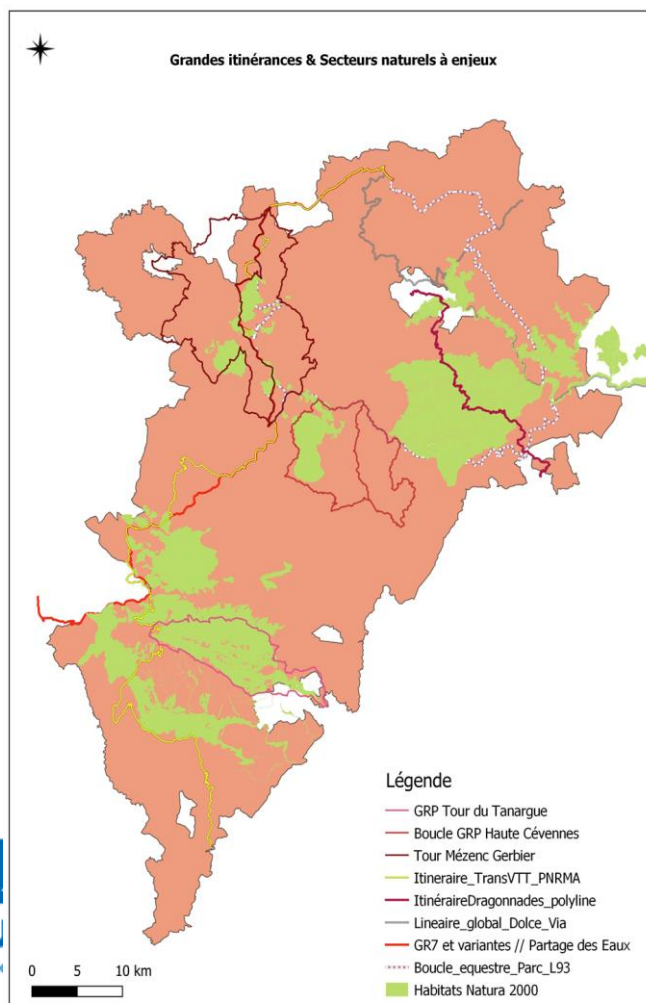 Grandes itinérances & Secteurs naturels à enjeux
Légende
GRP Tour du Tanargue
Boucle GRP Haute Cévennes
Tour Mézenc Gerbier
Itineraire_TransVTT_PNRMA
ItinéraireDragonnades_polyline
Lineaire_global_Dolce_Via
GR7 et variantes // Partage des Eaux
Boucle_equestre_Parc_L93
Habitats Natura 2000
0 5 10 km